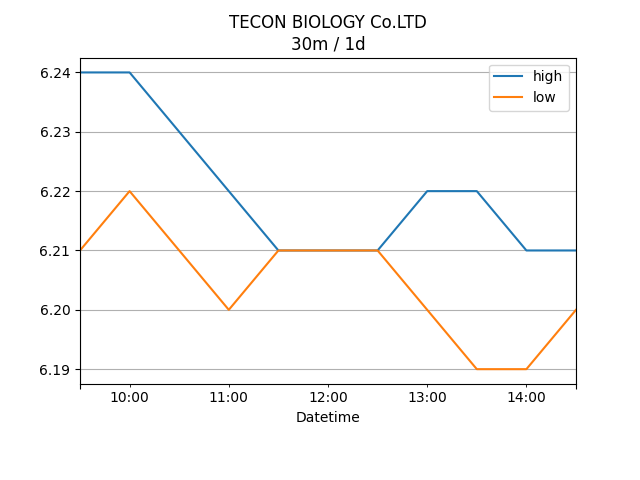 TECON BIOLOGY Co.LTD
30m / 1d
high
low
6.24
6.23
6.22
6.21
6.20
6.19
10:00 11:00 12:00 13:00 14:00
Datetime